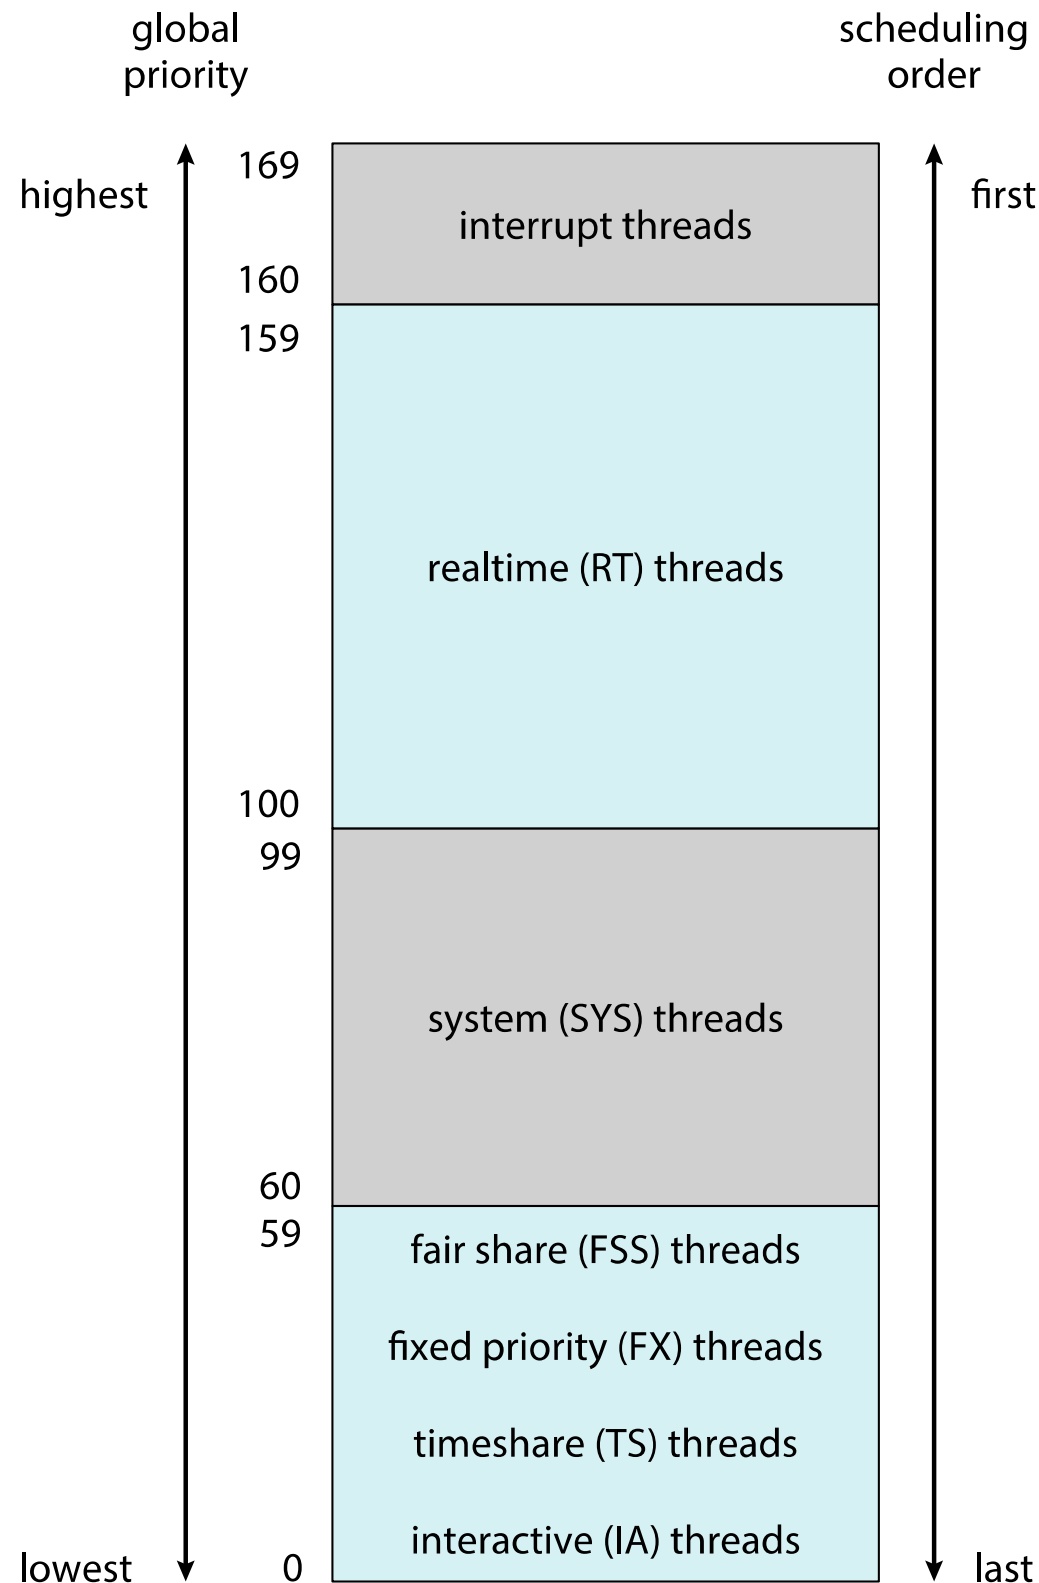 global
priority
scheduling
order
highest
169
first
interrupt threads
160
159
realtime (RT) threads
100
99
system (SYS) threads
60
59
fair share (FSS) threads
fixed priority (FX) threads
timeshare (TS) threads
interactive (IA) threads
lowest
0
last